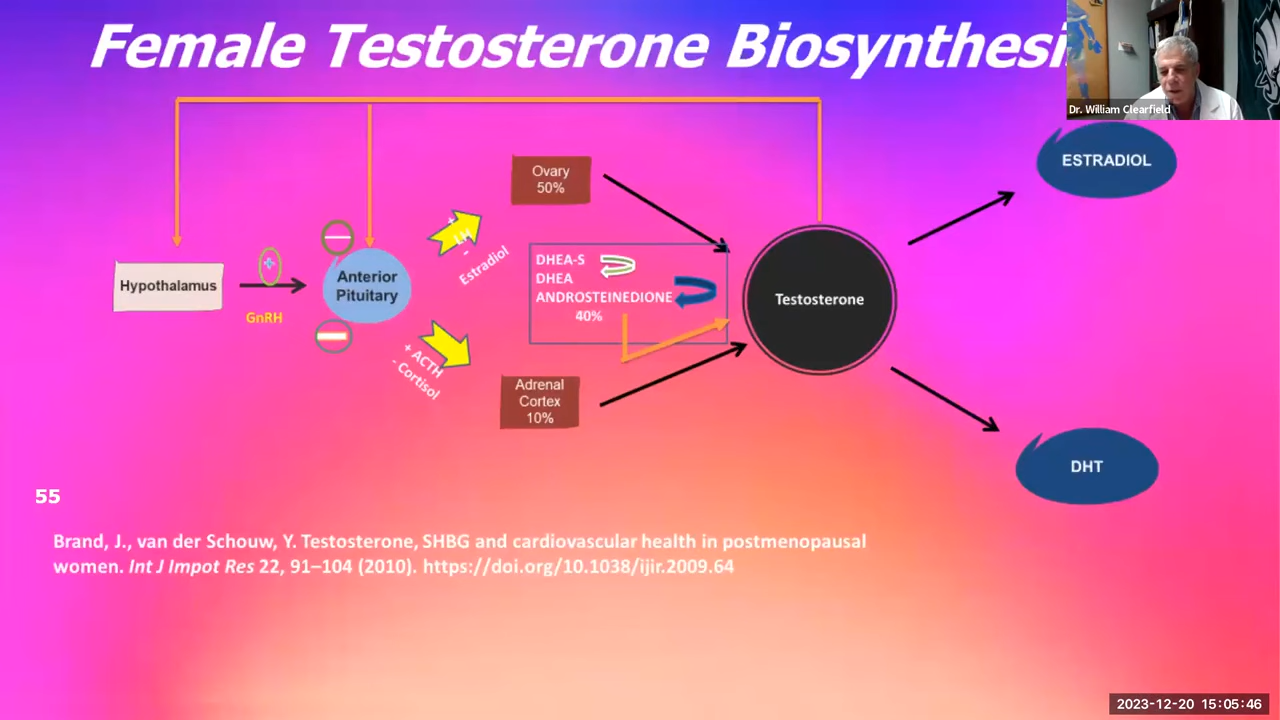 Female Testosterone Biosynthesi
Dr. William Clearfield
ESTRADIOL
Ovary
50%
+
LH
-
Estradiol
DHEA-S
DHEA
ANDROSTEINEDIONE
40%
Hypothalamus
+
GnRH
Anterior
Pituitary
Testosterone
+ ACTH
- Cortisol
Adrenal
Cortex
10%
DHT
55
Brand, J., van der Schouw, Y. Testosterone, SHBG and cardiovascular health in postmenopausal
women. Int J Impot Res 22, 91–104 (2010). https://doi.org/10.1038/ijir.2009.64
2023-12-20 15:05:46